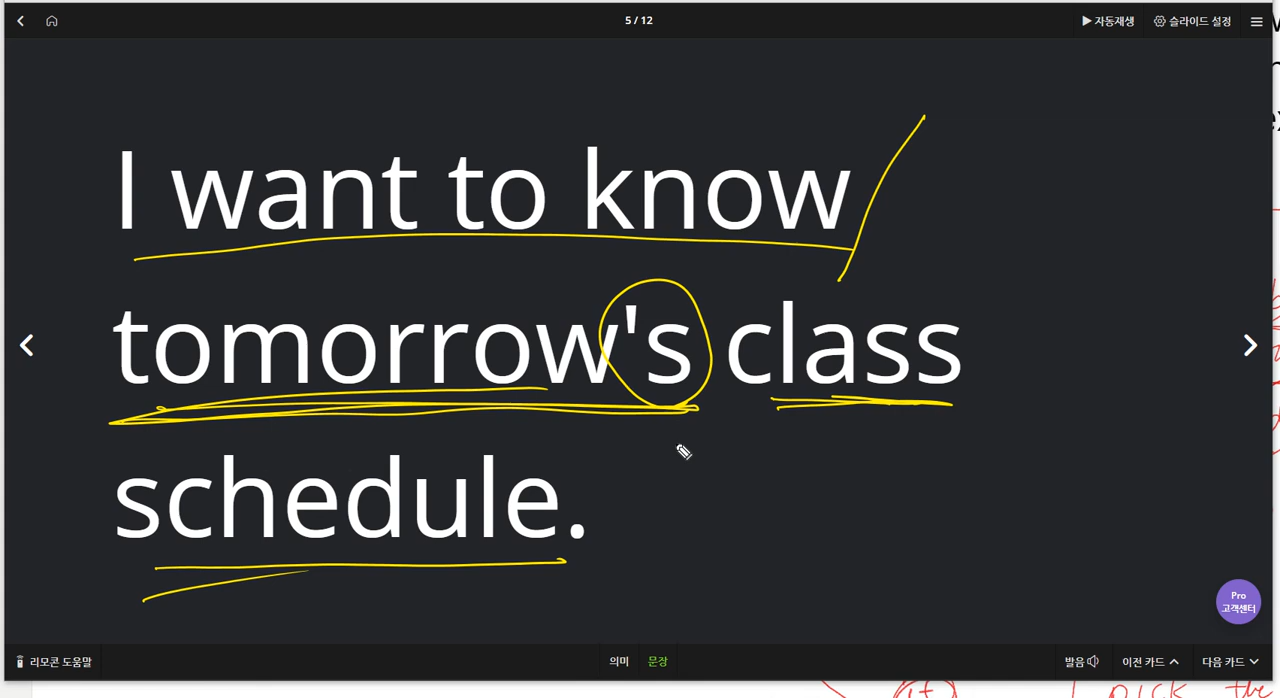 5 / 12
자동재생
슬라이드 설정
I want to know
tomorrow's class
schedule.
Pro
고객센터
리모콘 도움말
의미
문장
발음
이전 카드
다음 카드
I pick the